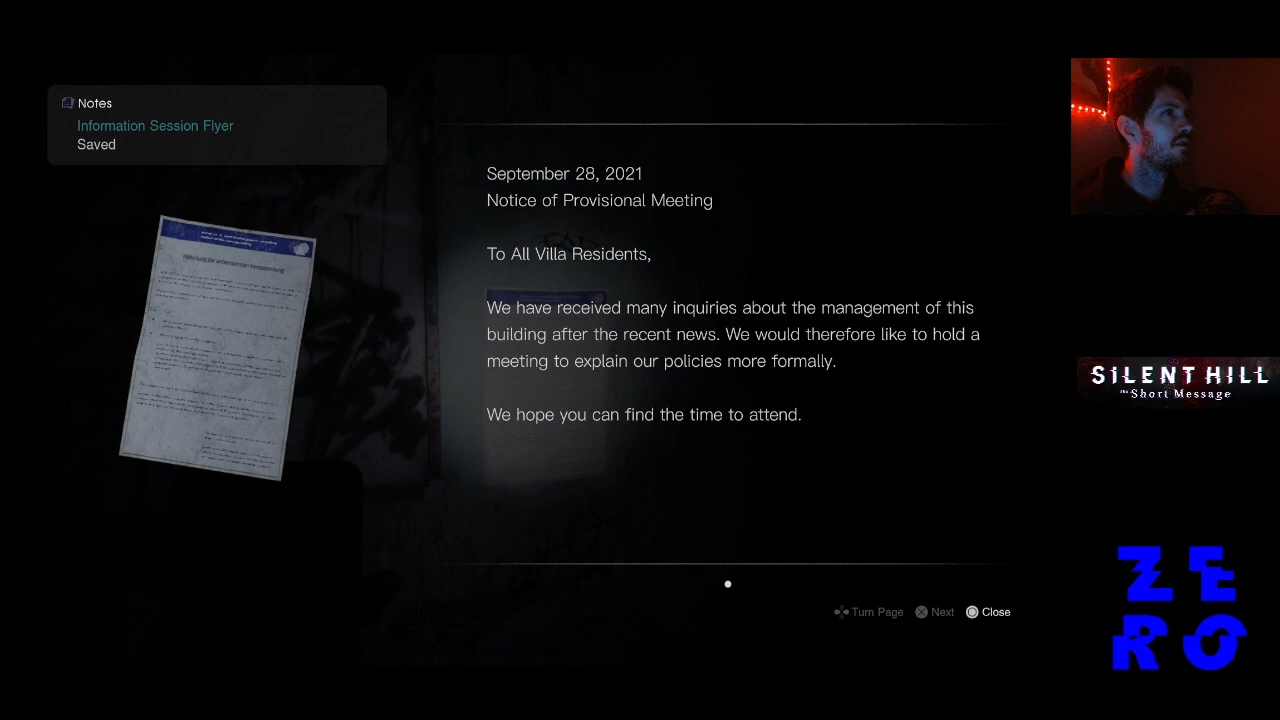 Notes
Information Session Flyer
Saved
September 28, 2021
Notice of Provisional Meeting
To All Villa Residents,
We have received many inquiries about the management of this
building after the recent news. We would therefore like to hold a
meeting to explain our policies more formally.
We hope you can find the time to attend.
Turn Page
Next
Close
SILENT HILL
The Short Message
ZE
RO